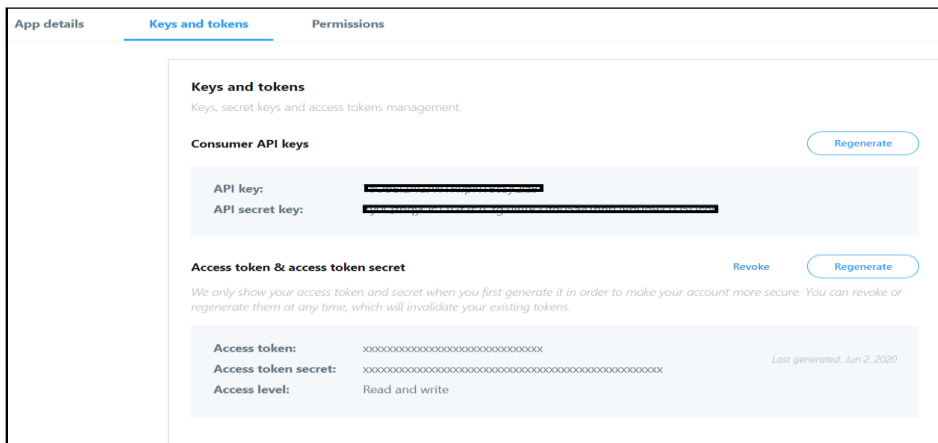 App details
Keys and tokens
Permissions
Keys and tokens
Keys, secret keys and access tokens management.
Consumer API keys
Regenerate
API key:
API secret key:
Access token & access token secret
Revoke
Regenerate
We only show your access token and secret when you first generate it in order to make your account more secure. You can revoke or
regenerate them at any time, which will invalidate your existing tokens.
Access token:
Access token secret:
Access level: Read and write
Last generated: Jun 2, 2020